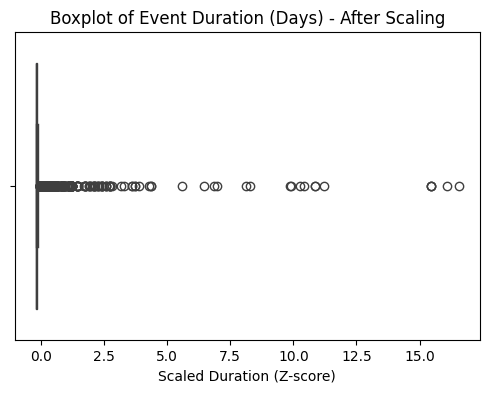 Boxplot of Event Duration (Days) - After Scaling
0.0 2.5 5.0 7.5 10.0 12.5 15.0
Scaled Duration (Z-score)